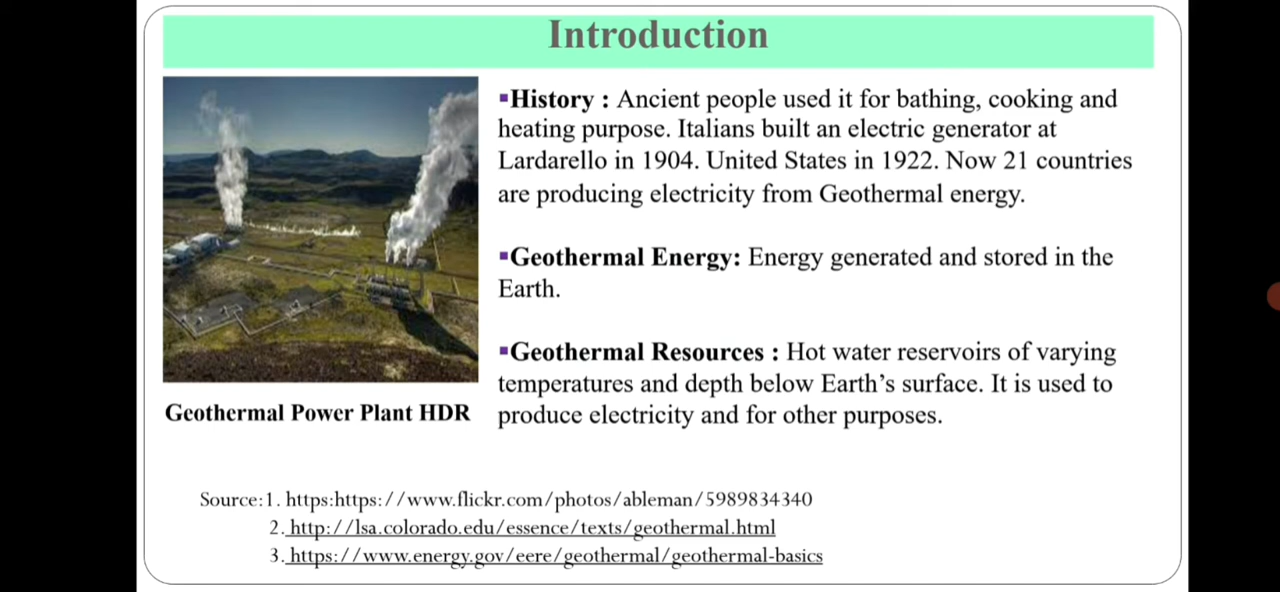 Introduction
▪History : Ancient people used it for bathing, cooking and
heating purpose. Italians built an electric generator at
Lardarello in 1904. United States in 1922. Now 21 countries
are producing electricity from Geothermal energy.
▪Geothermal Energy: Energy generated and stored in the
Earth.
▪Geothermal Resources : Hot water reservoirs of varying
temperatures and depth below Earth’s surface. It is used to
produce electricity and for other purposes.
Geothermal Power Plant HDR
Source:1. https:https://www.flickr.com/photos/ableman/5989834340
2. http://lsa.colorado.edu/essence/texts/geothermal.html
3. https://www.energy.gov/eere/geothermal/geothermal-basics